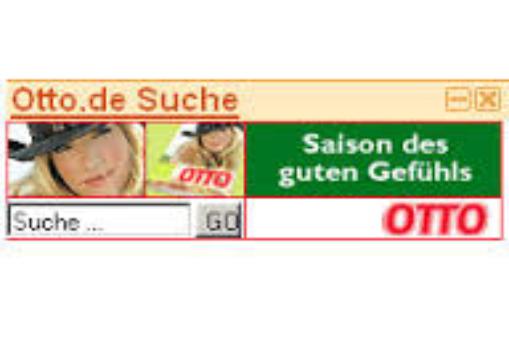 Otto.de Suche
OTTO
Saison des
guten Gefühls
Suche ...
GO
OTTO